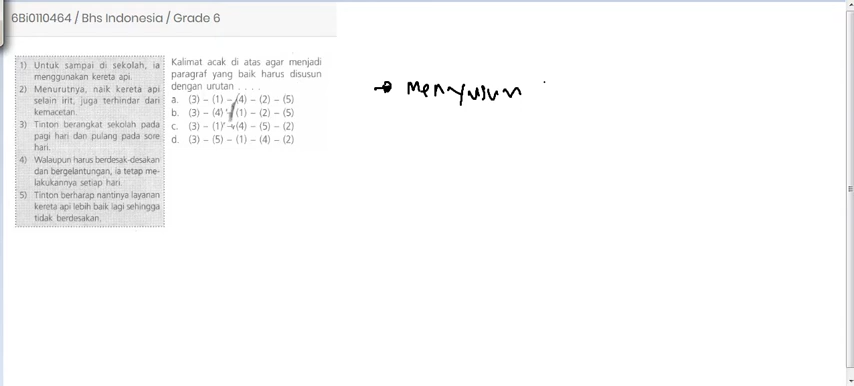 6Bi0110464 / Bhs Indonesia / Grade 6
1) Untuk sampai di sekolah, ia
menggunakan kereta api.
2) Menurutnya, naik kereta api
selain irit, juga terhindar dari
kemacetan.
3) Tinton berangkat sekolah pada
pagi hari dan pulang pada sore
hari.
4) Walaupun harus berdesak-desakan
dan bergelantungan, ia tetap me-
lakukannya setiap hari.
5) Tinton berharap nantinya layanan
kereta api lebih baik lagi sehingga
tidak berdesakan.
Kalimat acak di atas agar menjadi
paragraf yang baik harus disusun
dengan urutan . . . .
a. (3) – (1) – (4) – (2) – (5)
b. (3) – (4) – (1) – (2) – (5)
c. (3) – (1) – (4) – (5) – (2)
d. (3) – (5) – (1) – (4) – (2)
→ Menyusun